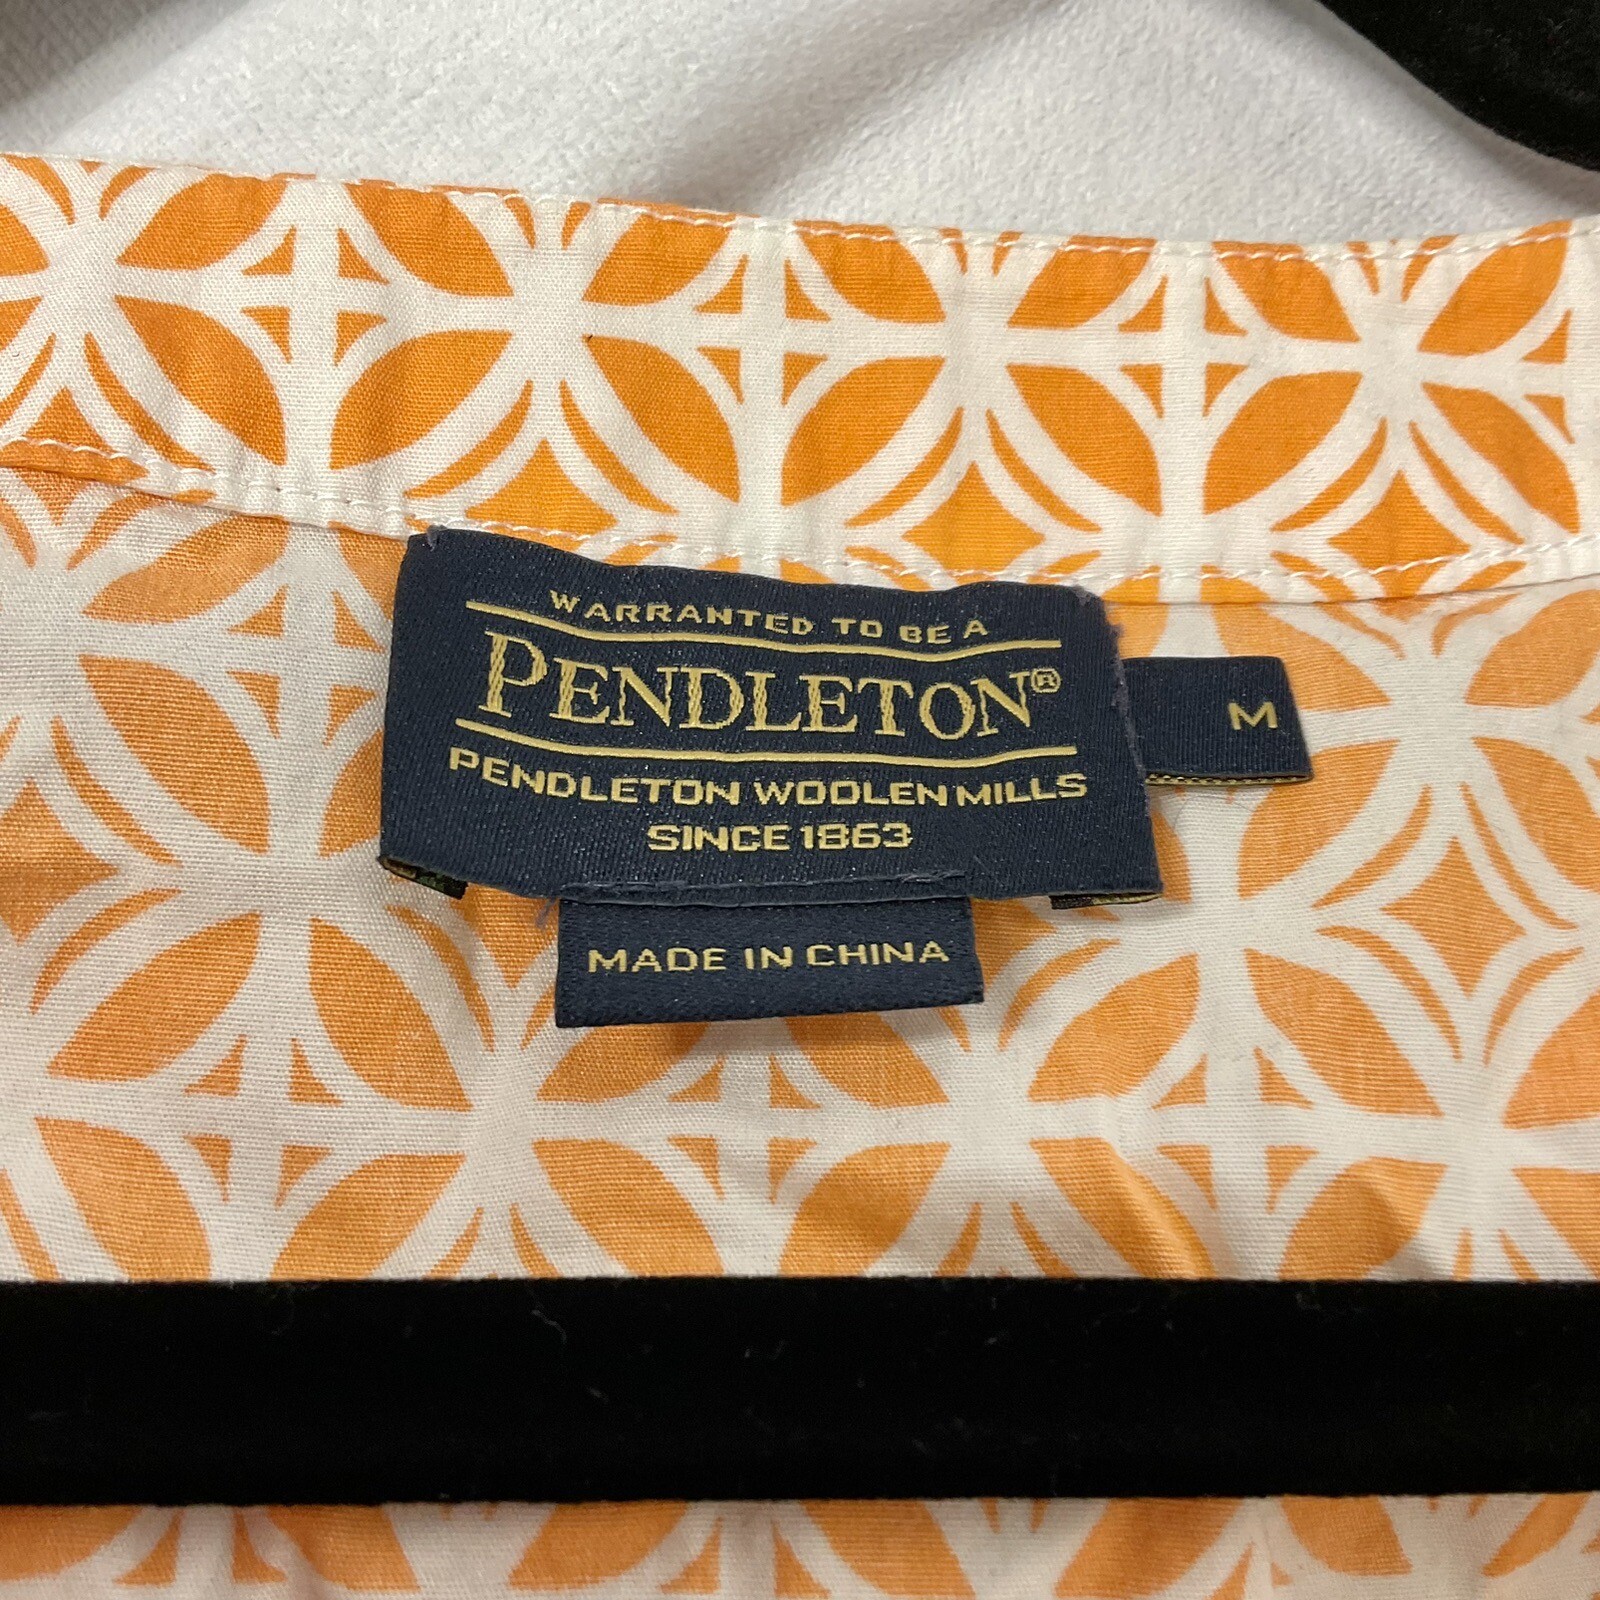 WARRANTED TO BE A
PENDLETON®
PENDLETON WOOLEN MILLS
SINCE 1863
M
MADE IN CHINA